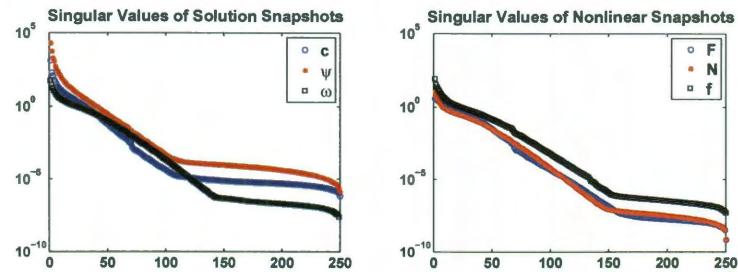 Singular Values of Solution Snapshots
10^5
10^0
10^-5
10^-10
0 50 100 150 200 250
c
ψ
ω
Singular Values of Nonlinear Snapshots
10^5
10^0
10^-5
10^-10
0 50 100 150 200 250
F
N
f